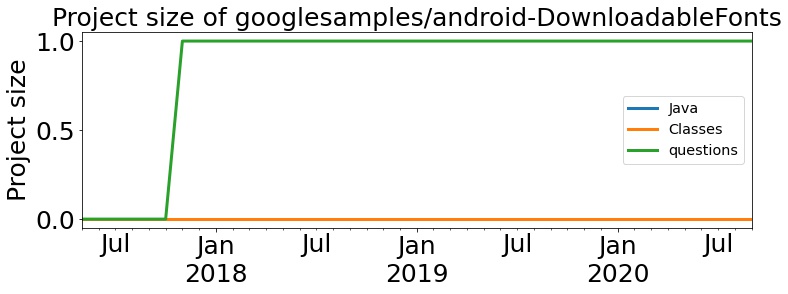 Project size of googlesamples/android-DownloadableFonts
Project size
1.0
0.5
0.0
Java
Classes
questions
Jul Jan Jul Jan Jul Jan Jul
2018 2019 2020